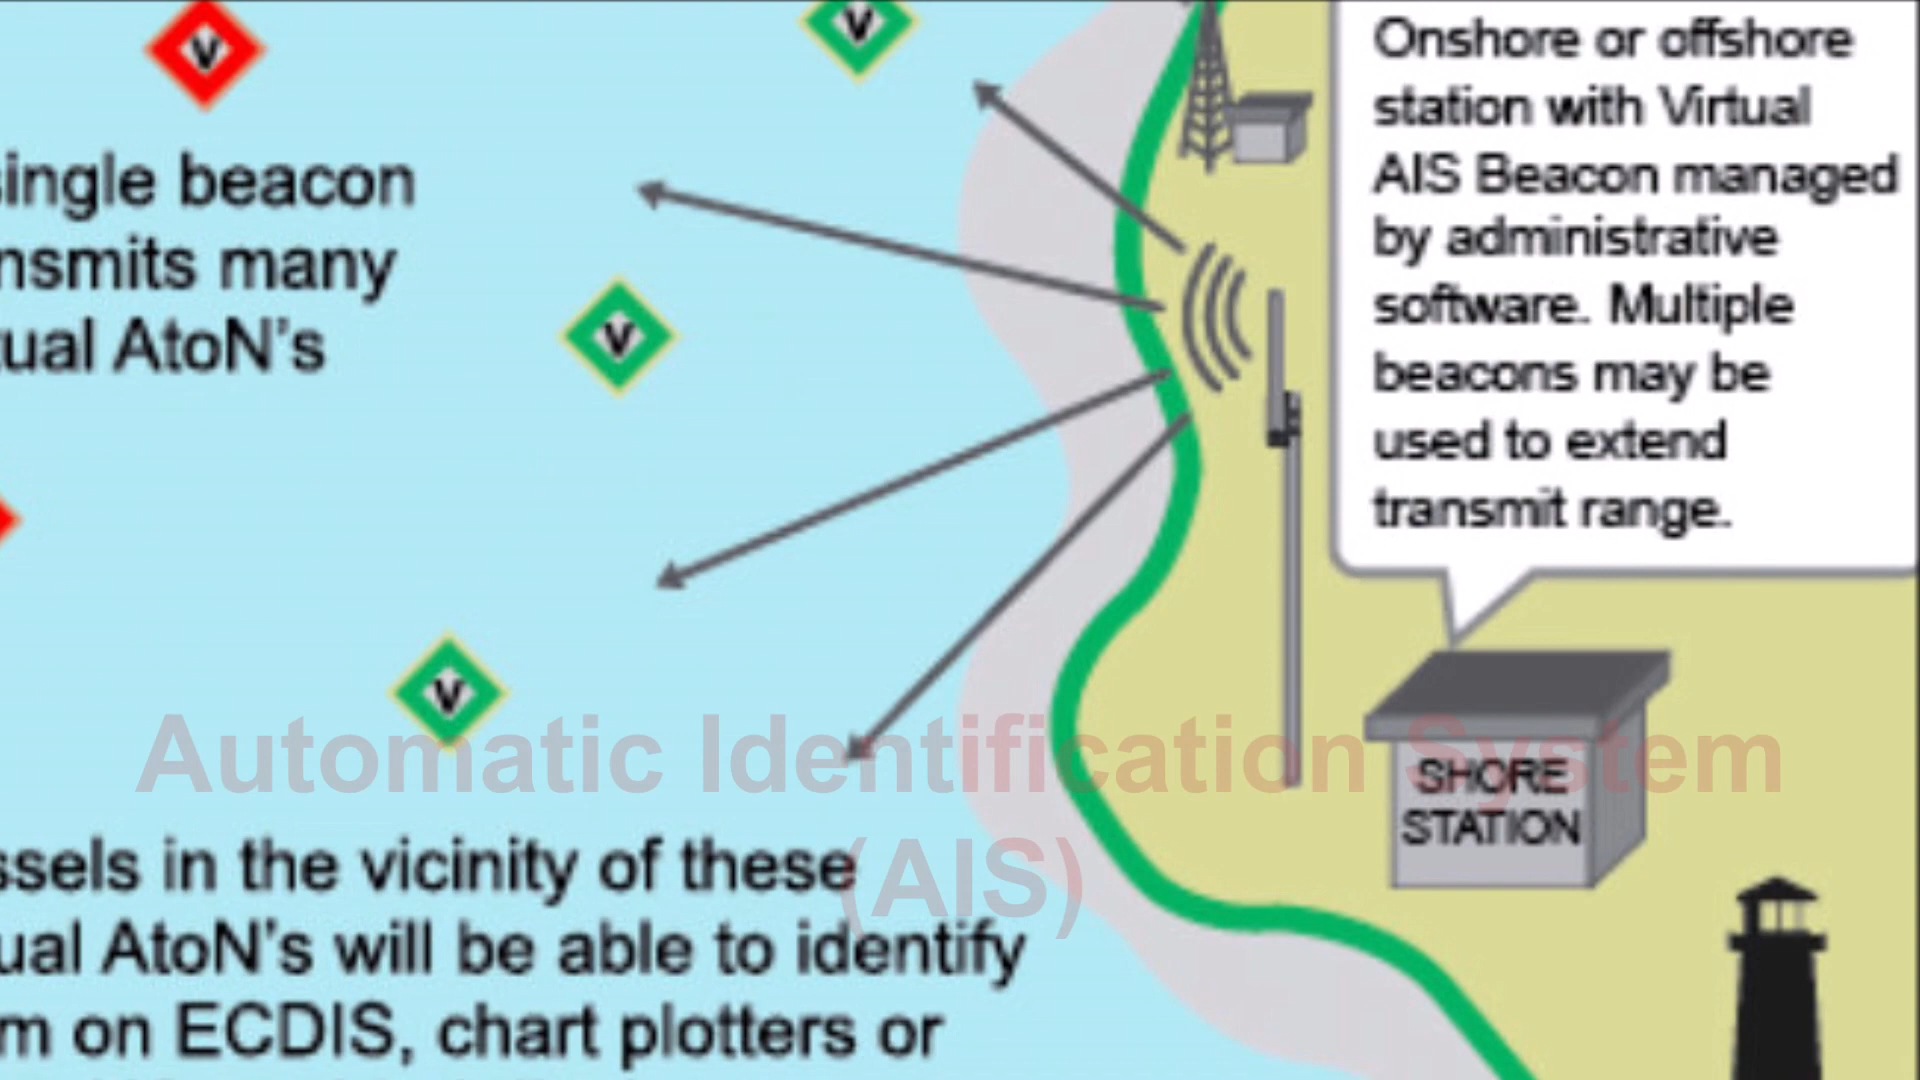 V
V
single beacon
nsmits many
tual AtoN's
V
V
Onshore or offshore
station with Virtual
AIS Beacon managed
by administrative
software. Multiple
beacons may be
used to extend
transmit range.
SHORE
STATION
Automatic Identification System
(AIS)
ssels in the vicinity of these
ual AtoN's will be able to identify
m on ECDIS, chart plotters or